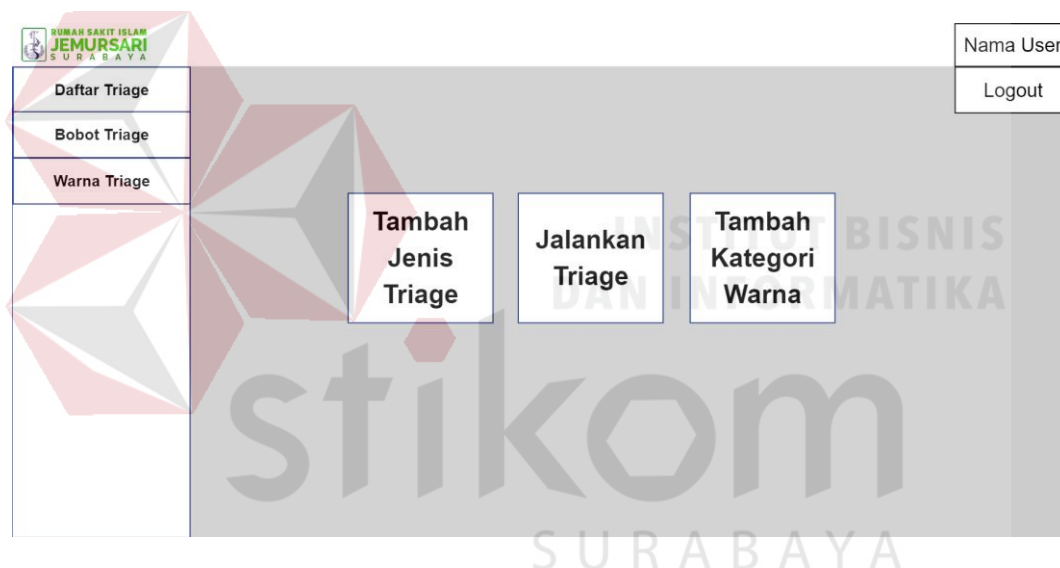 RUMAH SAKIT ISLAM
JEMURSARI
SURABAYA
Nama User
Logout
Daftar Triage
Bobot Triage
Warna Triage
Tambah
Jenis
Triage
Jalankan
Triage
Tambah
Kategori
Warna
INSTITUT BISNIS
DAN INFORMATIKA
stikom
SURABAYA